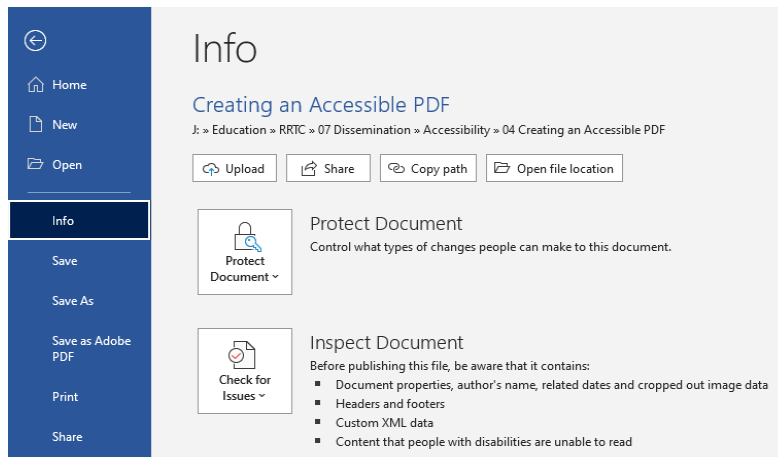 Home
New
Open
Info
Save
Save As
Save as Adobe
PDF
Print
Share
Info
Creating an Accessible PDF
J: » Education » RRTC » 07 Dissemination » Accessibility » 04 Creating an Accessible PDF
Upload
Share
Copy path
Open file location
Protect
Document
Protect Document
Control what types of changes people can make to this document.
Check for
Issues
Inspect Document
Before publishing this file, be aware that it contains:
Document properties, author's name, related dates and cropped out image data
Headers and footers
Custom XML data
Content that people with disabilities are unable to read